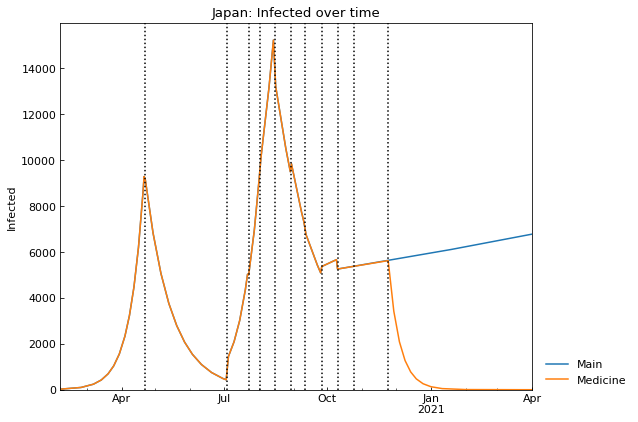 Japan: Infected over time
Infected
14000
12000
10000
8000
6000
4000
2000
0
Apr
Jul
Oct
Jan
2021
Apr
Main
Medicine